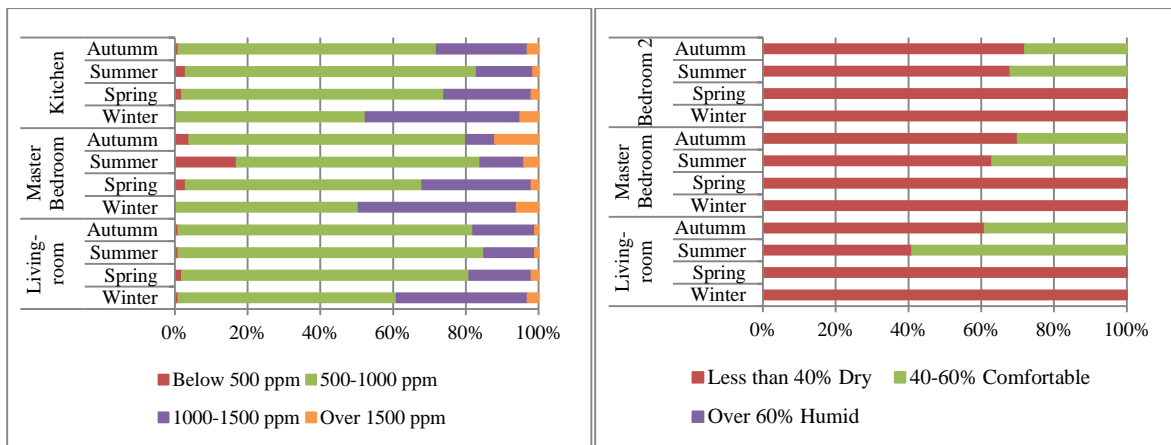 Kitchen
Autumm
Summer
Spring
Winter
Master
Bedroom
Autumm
Summer
Spring
Winter
Living-
room
Autumm
Summer
Spring
Winter
0% 20% 40% 60% 80% 100%
Below 500 ppm 500-1000 ppm
1000-1500 ppm Over 1500 ppm
Bedroom 2
Autumm
Summer
Spring
Winter
Master
Bedroom
Autumm
Summer
Spring
Winter
Living-
room
Autumm
Summer
Spring
Winter
0% 20% 40% 60% 80% 100%
Less than 40% Dry 40-60% Comfortable
Over 60% Humid